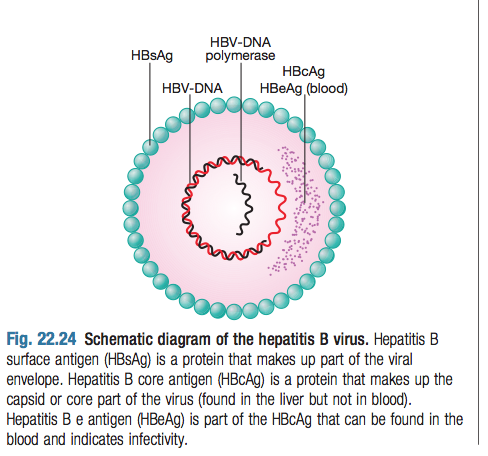 HBV-DNA
HBsAg polymerase
HBcAg
HBV-DNA HBeAg (blood)
Fig. 22.24 Schematic diagram of the hepatitis B virus. Hepatitis B
surface antigen (HBsAg) is a protein that makes up part of the viral
envelope. Hepatitis B core antigen (HBcAg) is a protein that makes up the
capsid or core part of the virus (found in the liver but not in blood).
Hepatitis B e antigen (HBeAg) is part of the HBcAg that can be found in the
blood and indicates infectivity.